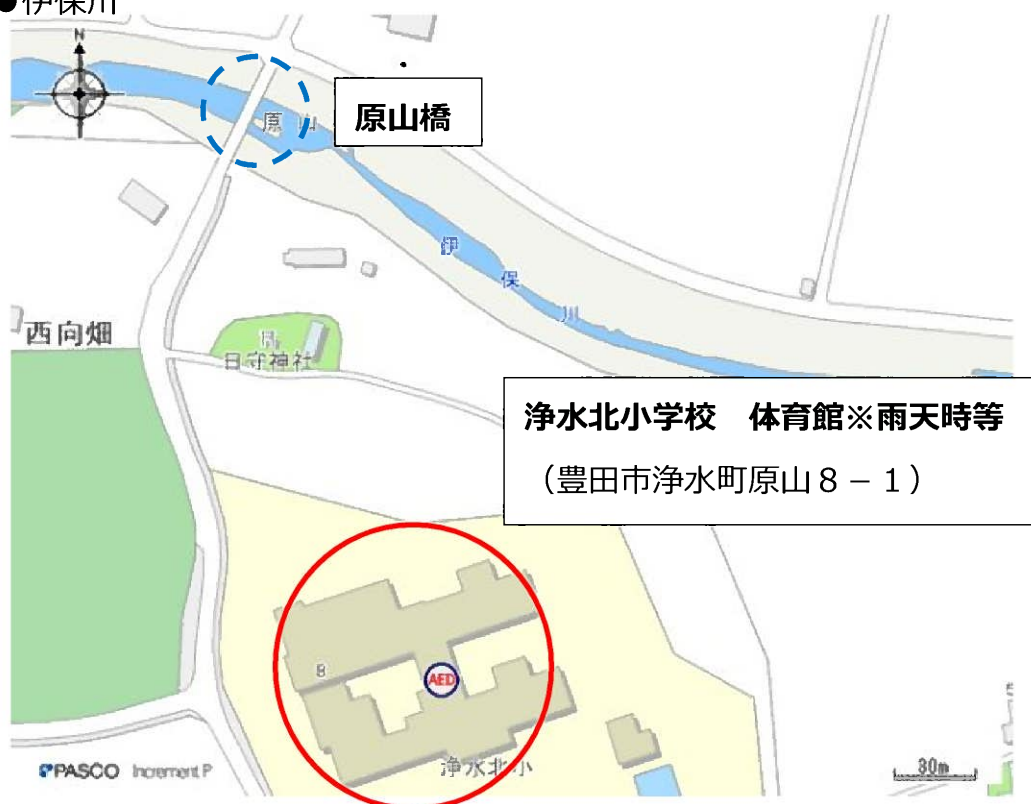 ●伊保川
N
原山橋
原山
伊
保
川
西向畑
日守神社
浄水北小学校　体育館※雨天時等
（豊田市浄水町原山８－１）
8
AED
浄水北小
PASCO Increment P
30m